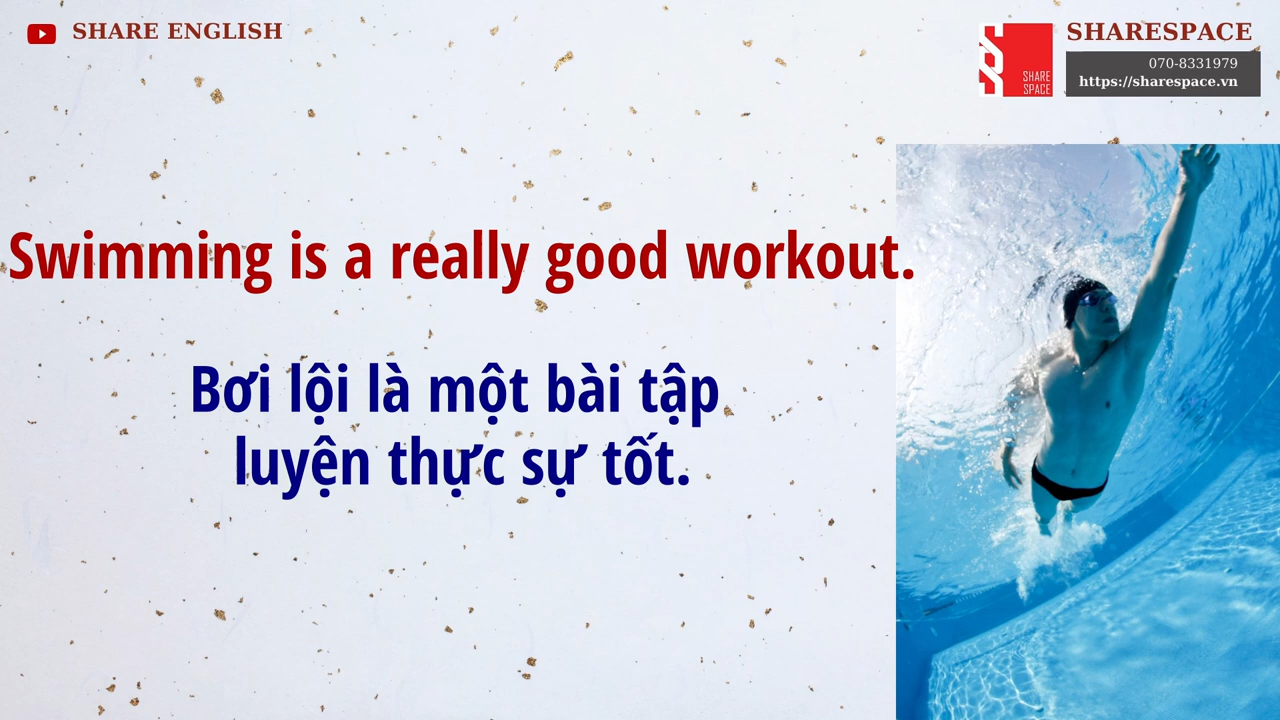 SHARE ENGLISH
SHARESPACE
070-8331979
https://sharespace.vn
SHARE
SPACE
Swimming is a really good workout.
Bơi lội là một bài tập
luyện thực sự tốt.